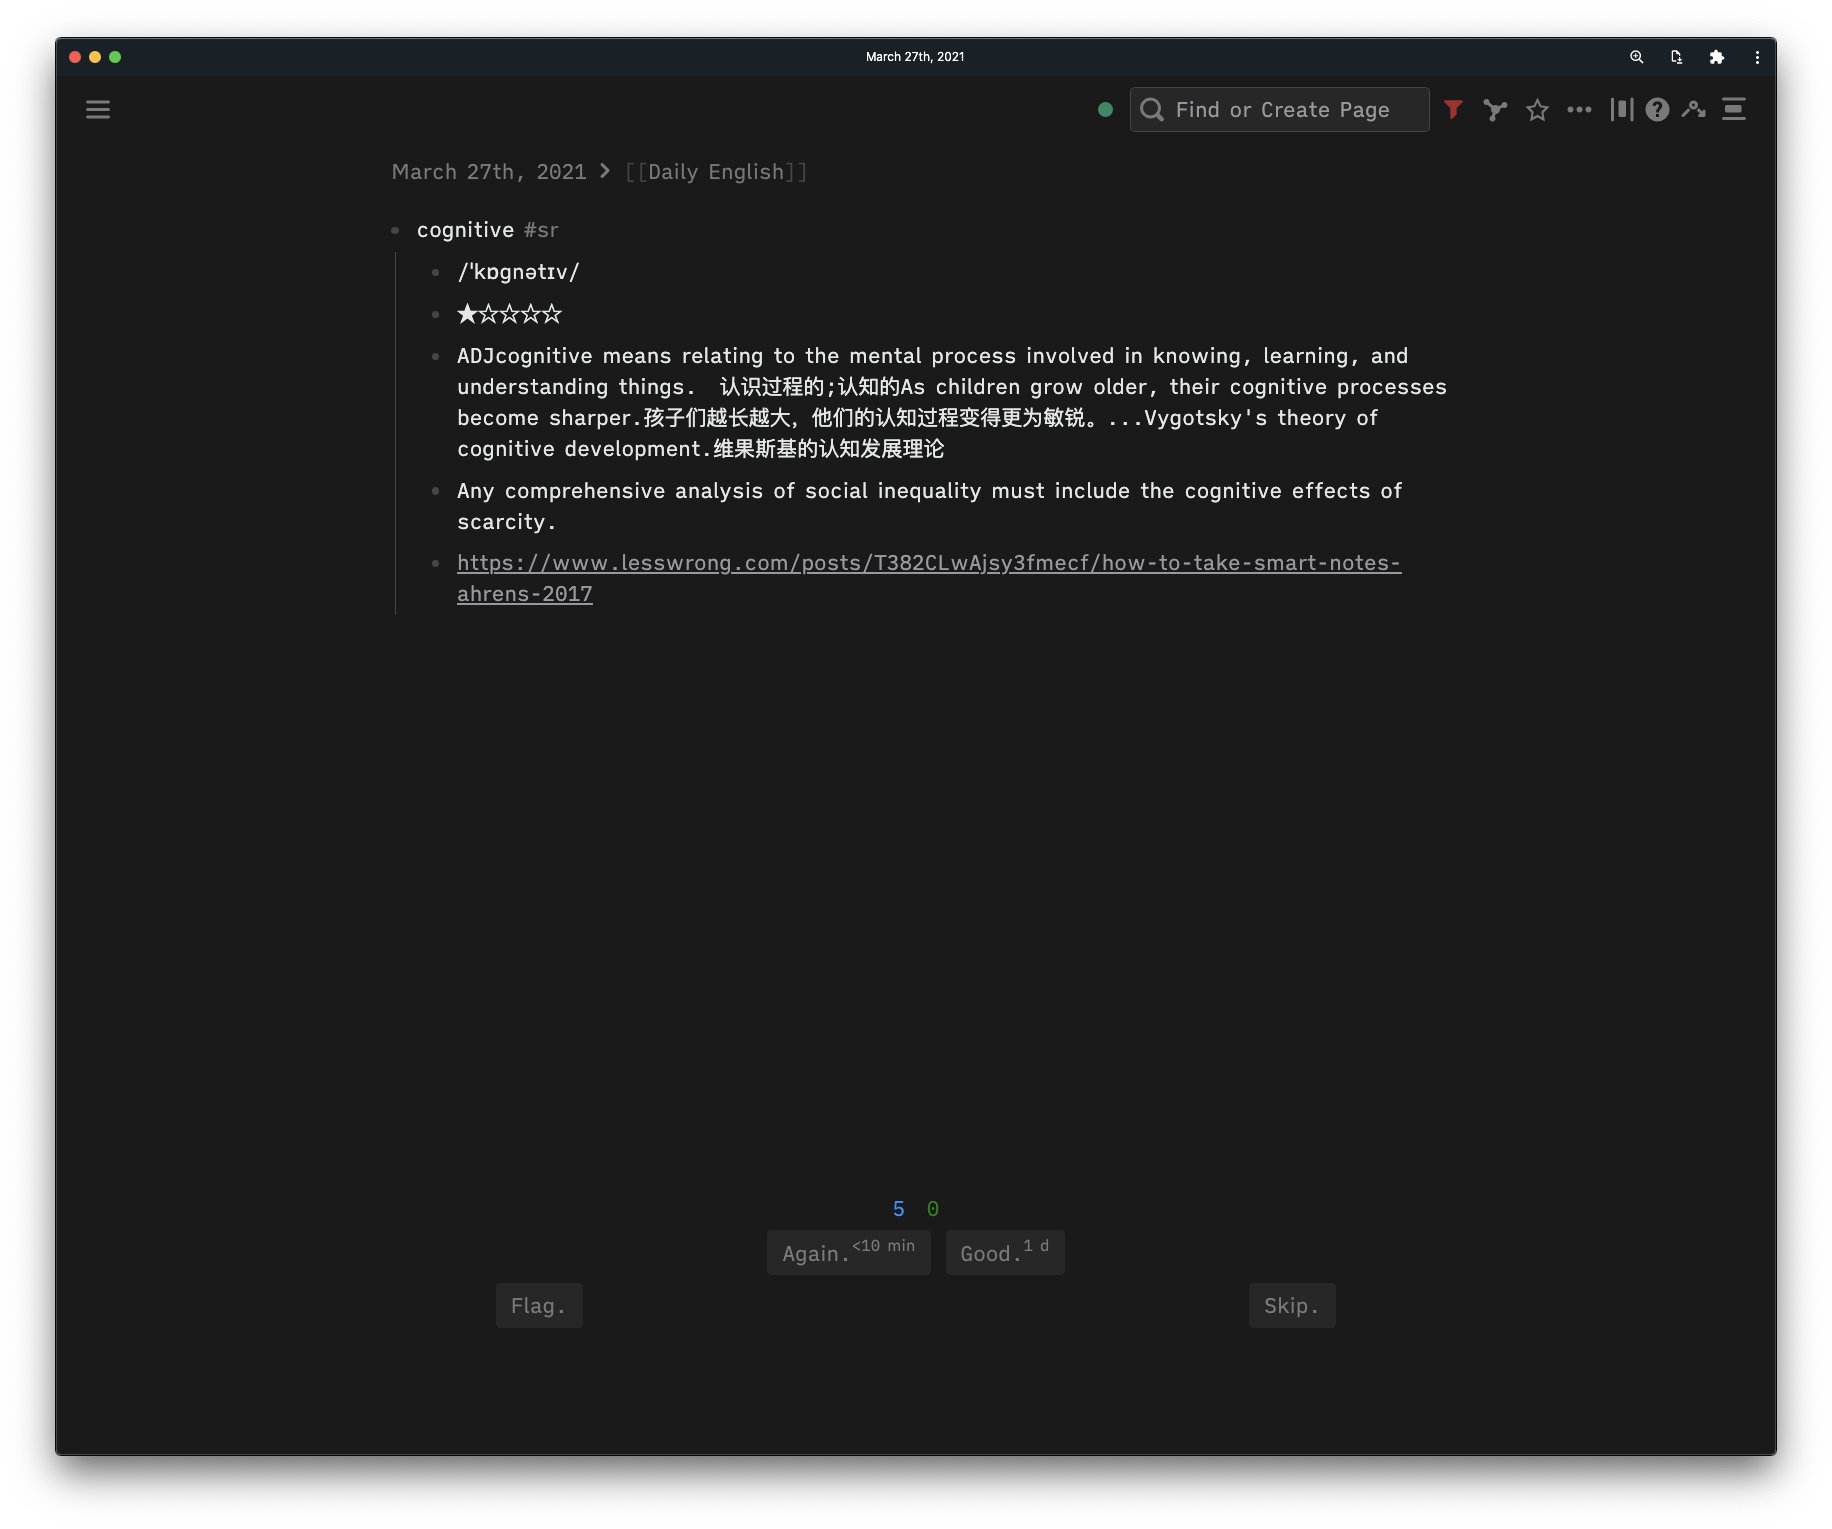 March 27th, 2021
Find or Create Page
March 27th, 2021 > [[Daily English]]
cognitive #sr
/ˈkɒgnətɪv/
★☆☆☆☆
ADJcognitive means relating to the mental process involved in knowing, learning, and
understanding things.  认识过程的;认知的As children grow older, their cognitive processes
become sharper.孩子们越长越大，他们的认知过程变得更为敏锐。...Vygotsky's theory of
cognitive development.维果斯基的认知发展理论
Any comprehensive analysis of social inequality must include the cognitive effects of
scarcity.
https://www.lesswrong.com/posts/T382CLwAjsy3fmecf/how-to-take-smart-notes-
ahrens-2017
5 0
Again.<10 min Good.1 d
Flag. Skip.